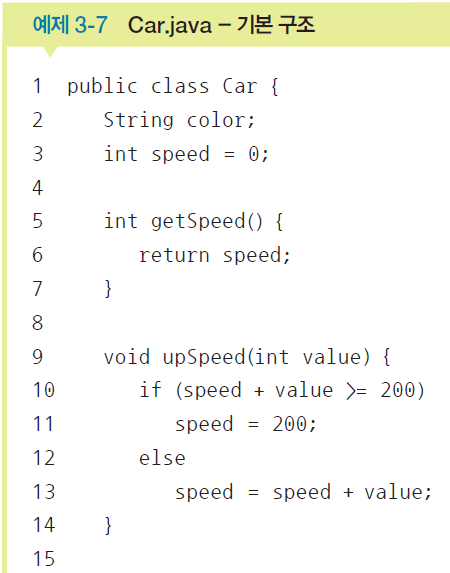 예제 3-7 Car.java - 기본 구조
1 public class Car {
2 String color;
3 int speed = 0;
4
5 int getSpeed() {
6 return speed;
7 }
8
9 void upSpeed(int value) {
10 if (speed + value >= 200)
11 speed = 200;
12 else
13 speed = speed + value;
14 }
15